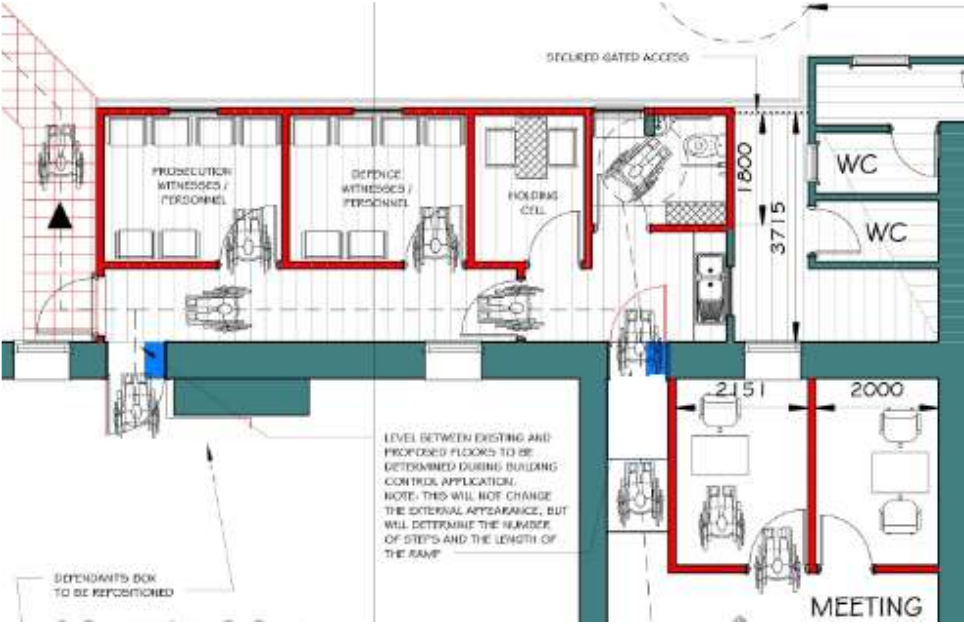 SECURED GATED ACCESS
PROSECUTION
WITNESSES /
PERSONNEL
DEFENCE
WITNESSES /
PERSONNEL
HOLDING
CELL
1800
3715
WC
WC
2151
2000
LEVEL BETWEEN EXISTING AND
PROPOSED FLOORS TO BE
DETERMINED DURING BUILDING
CONTROL APPLICATION.
NOTE: THIS WILL NOT CHANGE
THE EXTERNAL APPEARANCE, BUT
WILL DETERMINE THE NUMBER
OF STEPS AND THE LENGTH OF
THE RAMP
DEFENDANTS BOX
TO BE REPOSITIONED
MEETING